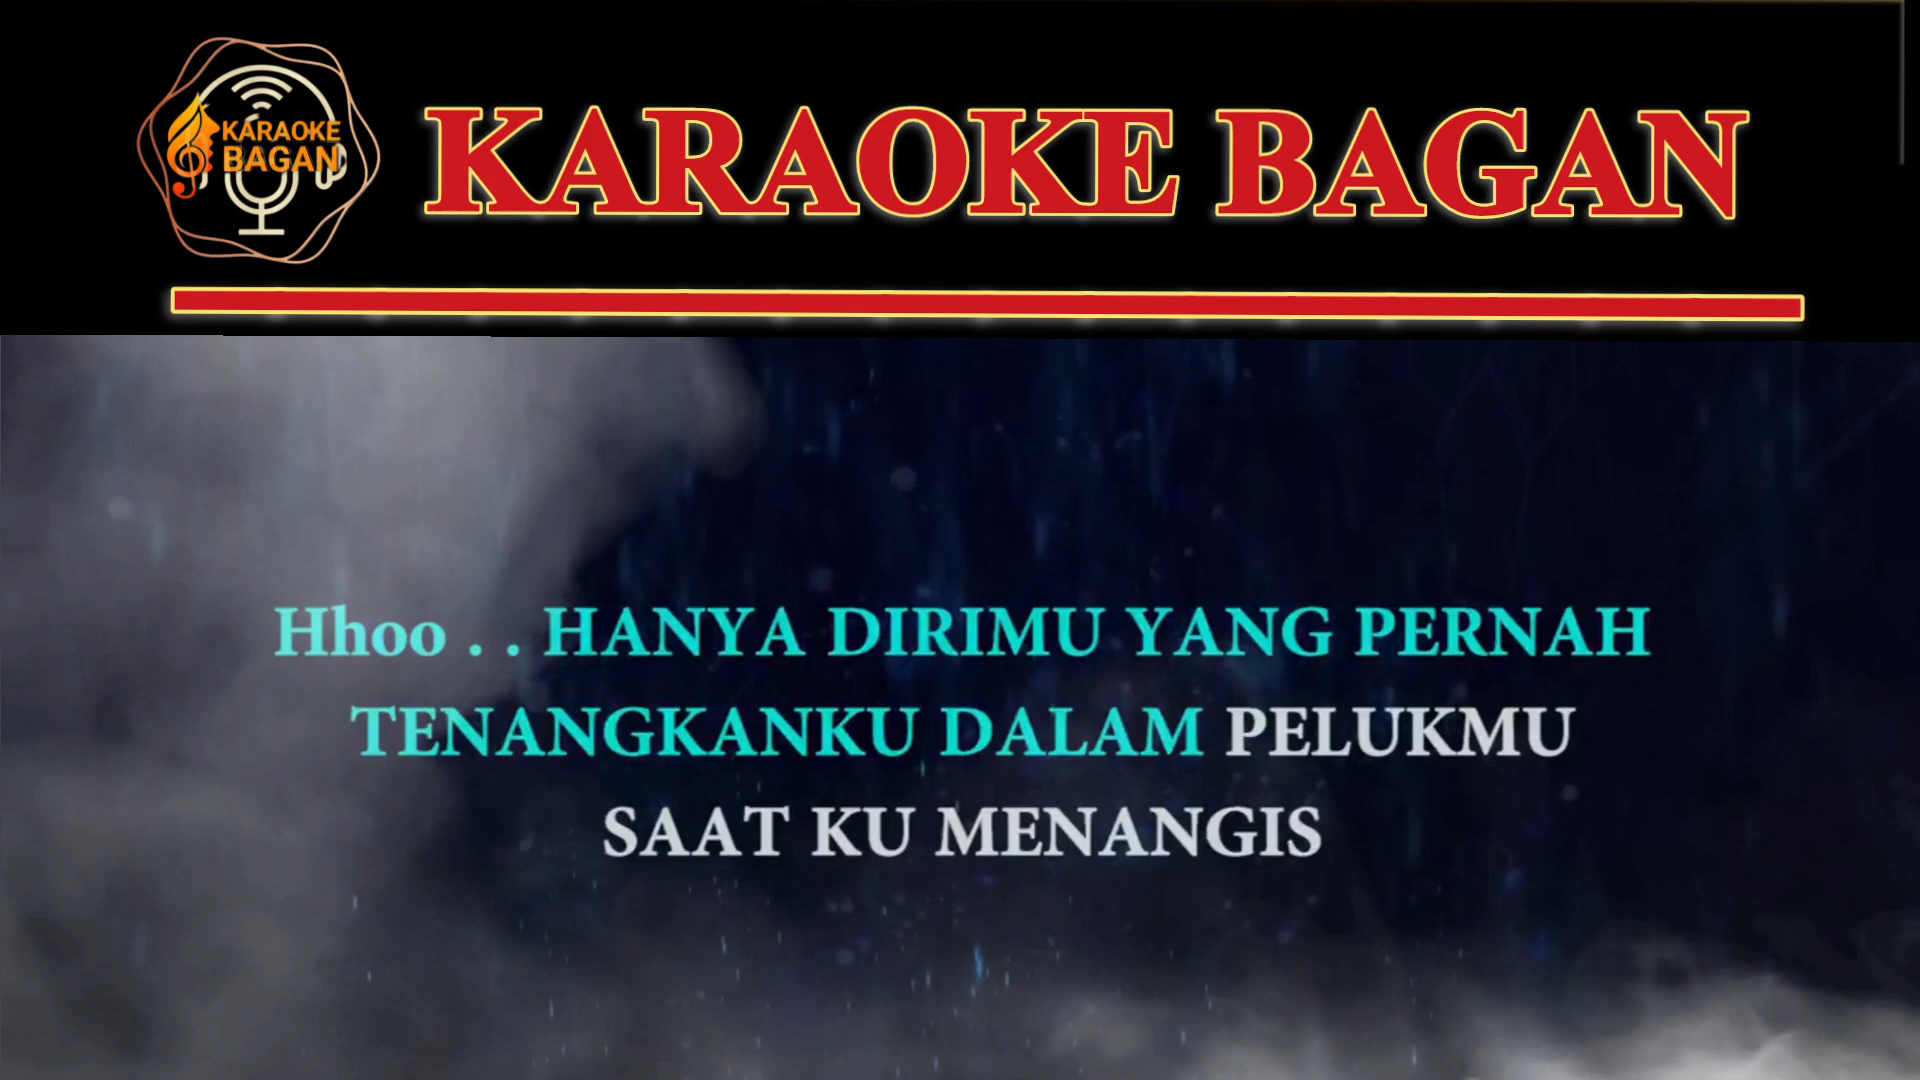 KARAOKE
BAGAN
KARAOKE BAGAN
Hhoo . . HANYA DIRIMU YANG PERNAH
TENANGKANKU DALAM PELUKMU
SAAT KU MENANGIS